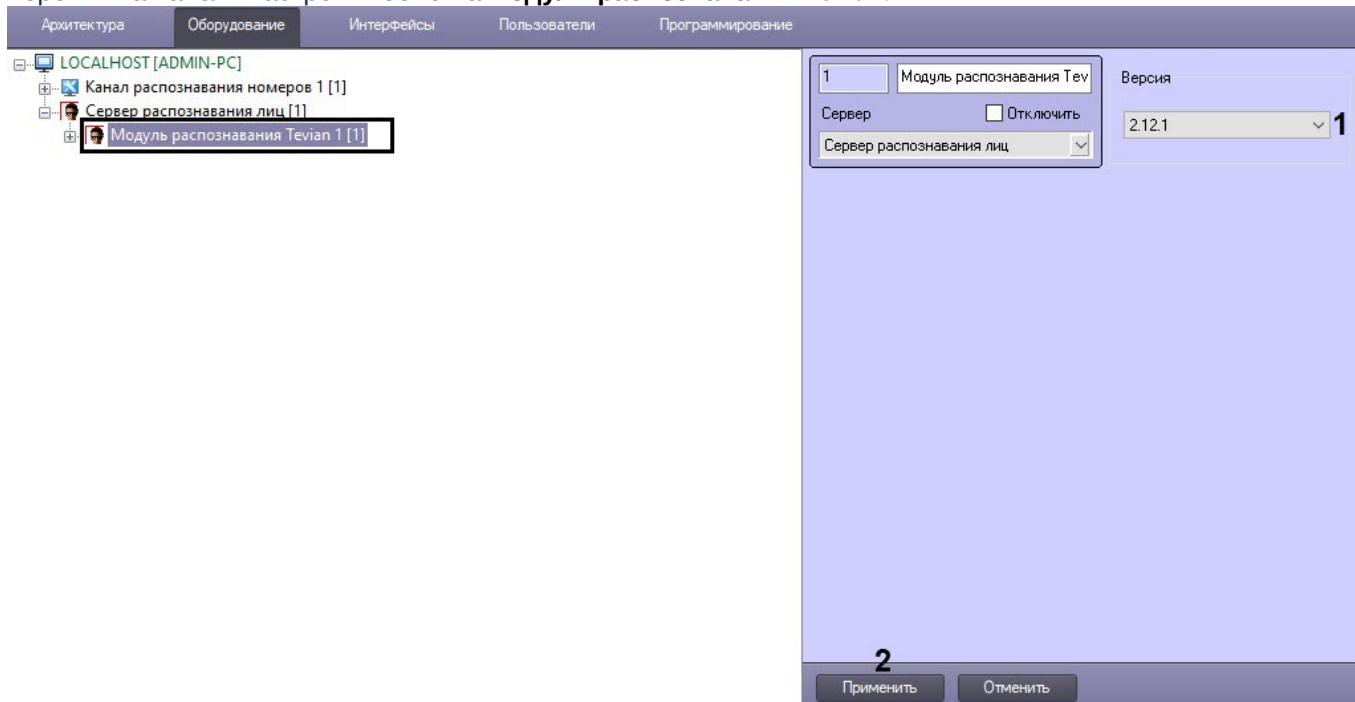 Архитектура Оборудование Интерфейсы Пользователи Программирование
LOCALHOST [ADMIN-PC]
Канал распознавания номеров 1 [1]
Сервер распознавания лиц [1]
Модуль распознавания Tevian 1 [1]
1 Модуль распознавания Tev
Сервер Отключить
Сервер распознавания лиц
Версия
2.12.1 1
2
Применить Отменить